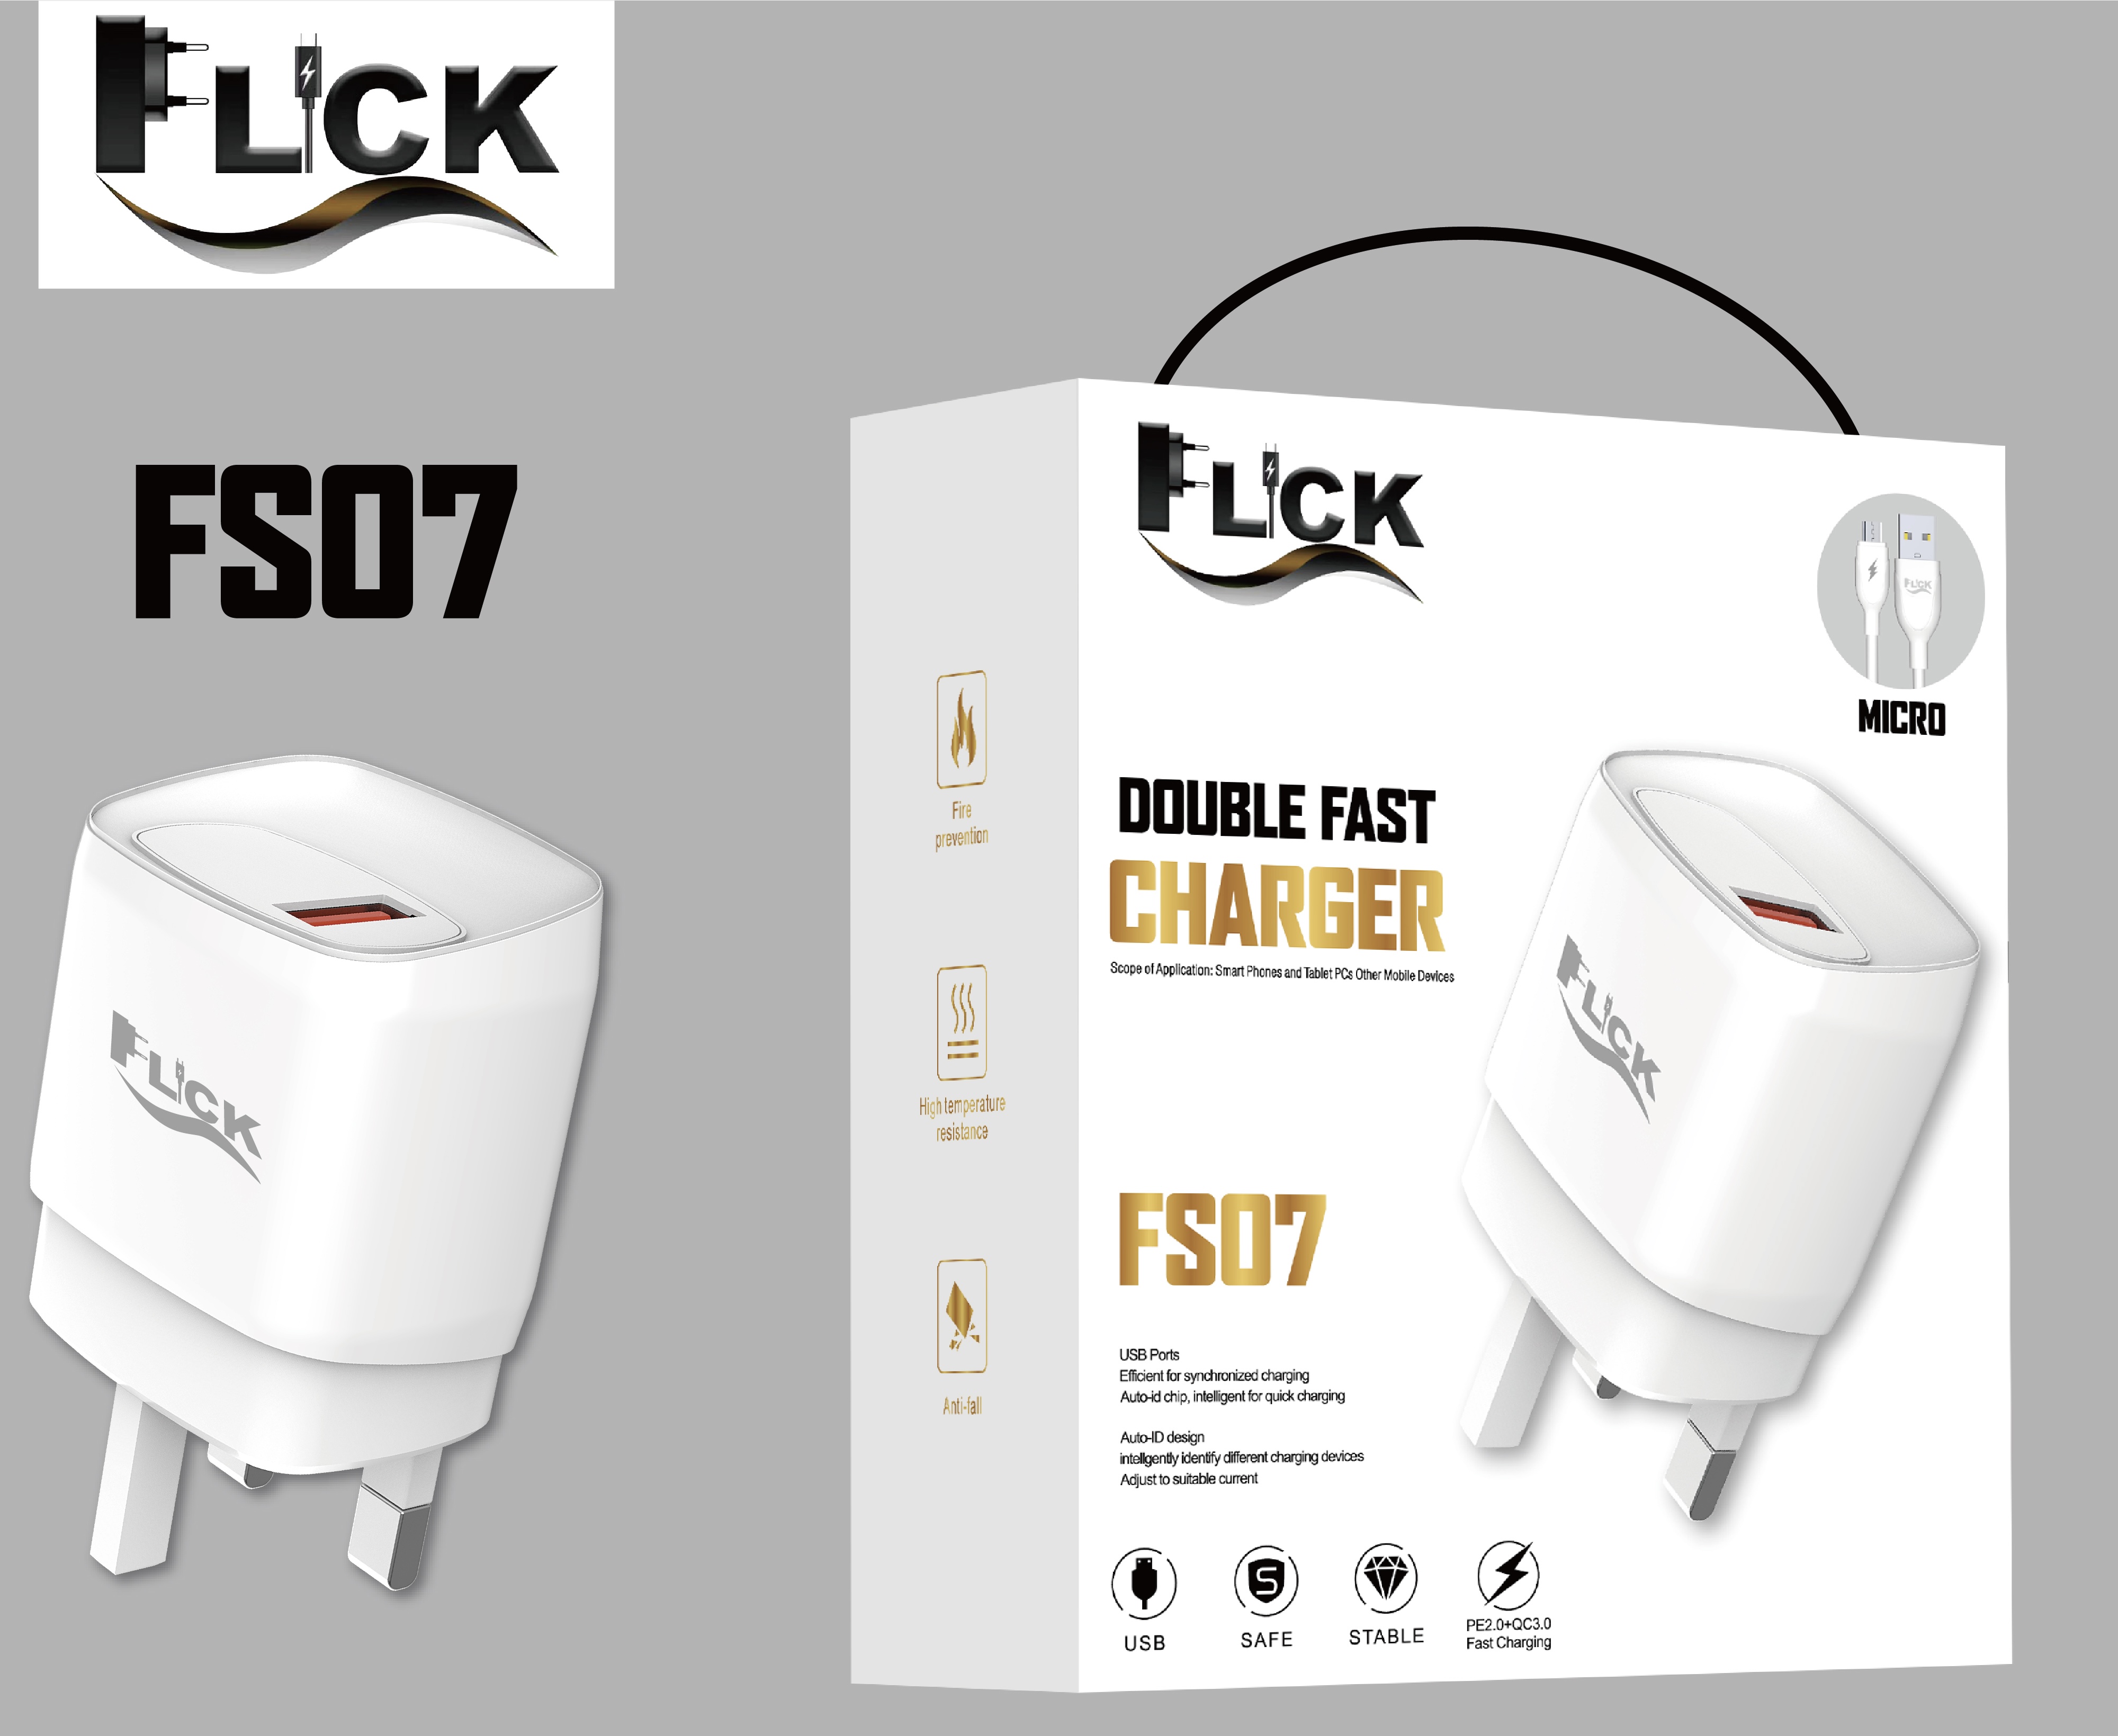 FLICK
FS07
FLICK
FLICK
FLICK
MICRO
DOUBLE FAST
CHARGER
Scope of Application: Smart Phones and Tablet PCs Other Mobile Devices
FLICK
FS07
USB Ports
Efficient for synchronized charging
Auto-id chip, intelligent for quick charging
Auto-ID design
intellgently identify different charging devices
Adjust to suitable current
USB
SAFE
STABLE
PE2.0+QC3.0
Fast Charging
Fire
prevention
High temperature
resistance
Anti-fall